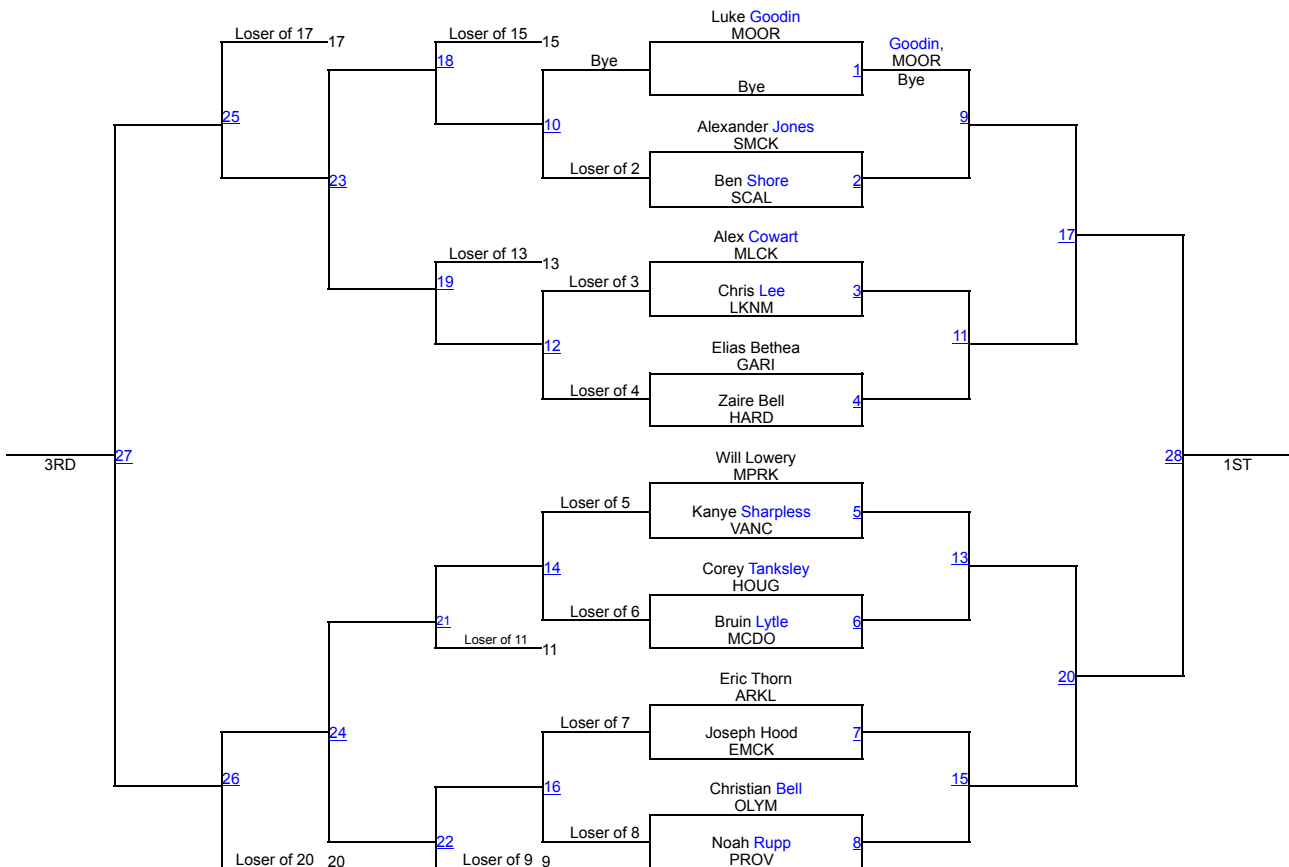 Luke Goodin
MOOR
Loser of 17 17
Loser of 15 15
Goodin,
MOOR
Bye
Bye
18
1
Bye
25
10
9
Alexander Jones
SMCK
Loser of 2
23
Ben Shore
SCAL
2
Alex Cowart
MLCK
17
Loser of 13 13
Loser of 3
19
Chris Lee
LKNM
3
11
12
Elias Bethea
GARI
Loser of 4
Zaire Bell
HARD
4
Will Lowery
MPRK
3RD
27
28
1ST
Loser of 5
Kanye Sharpless
VANC
5
13
14
Corey Tanksley
HOUG
Loser of 6
21
Bruin Lytle
MCDO
6
Loser of 11 11
20
Eric Thorn
ARKL
Loser of 7
24
Joseph Hood
EMCK
7
26
16
15
Christian Bell
OLYM
Loser of 8
22
Noah Rupp
PROV
8
Loser of 20 20
Loser of 9 9